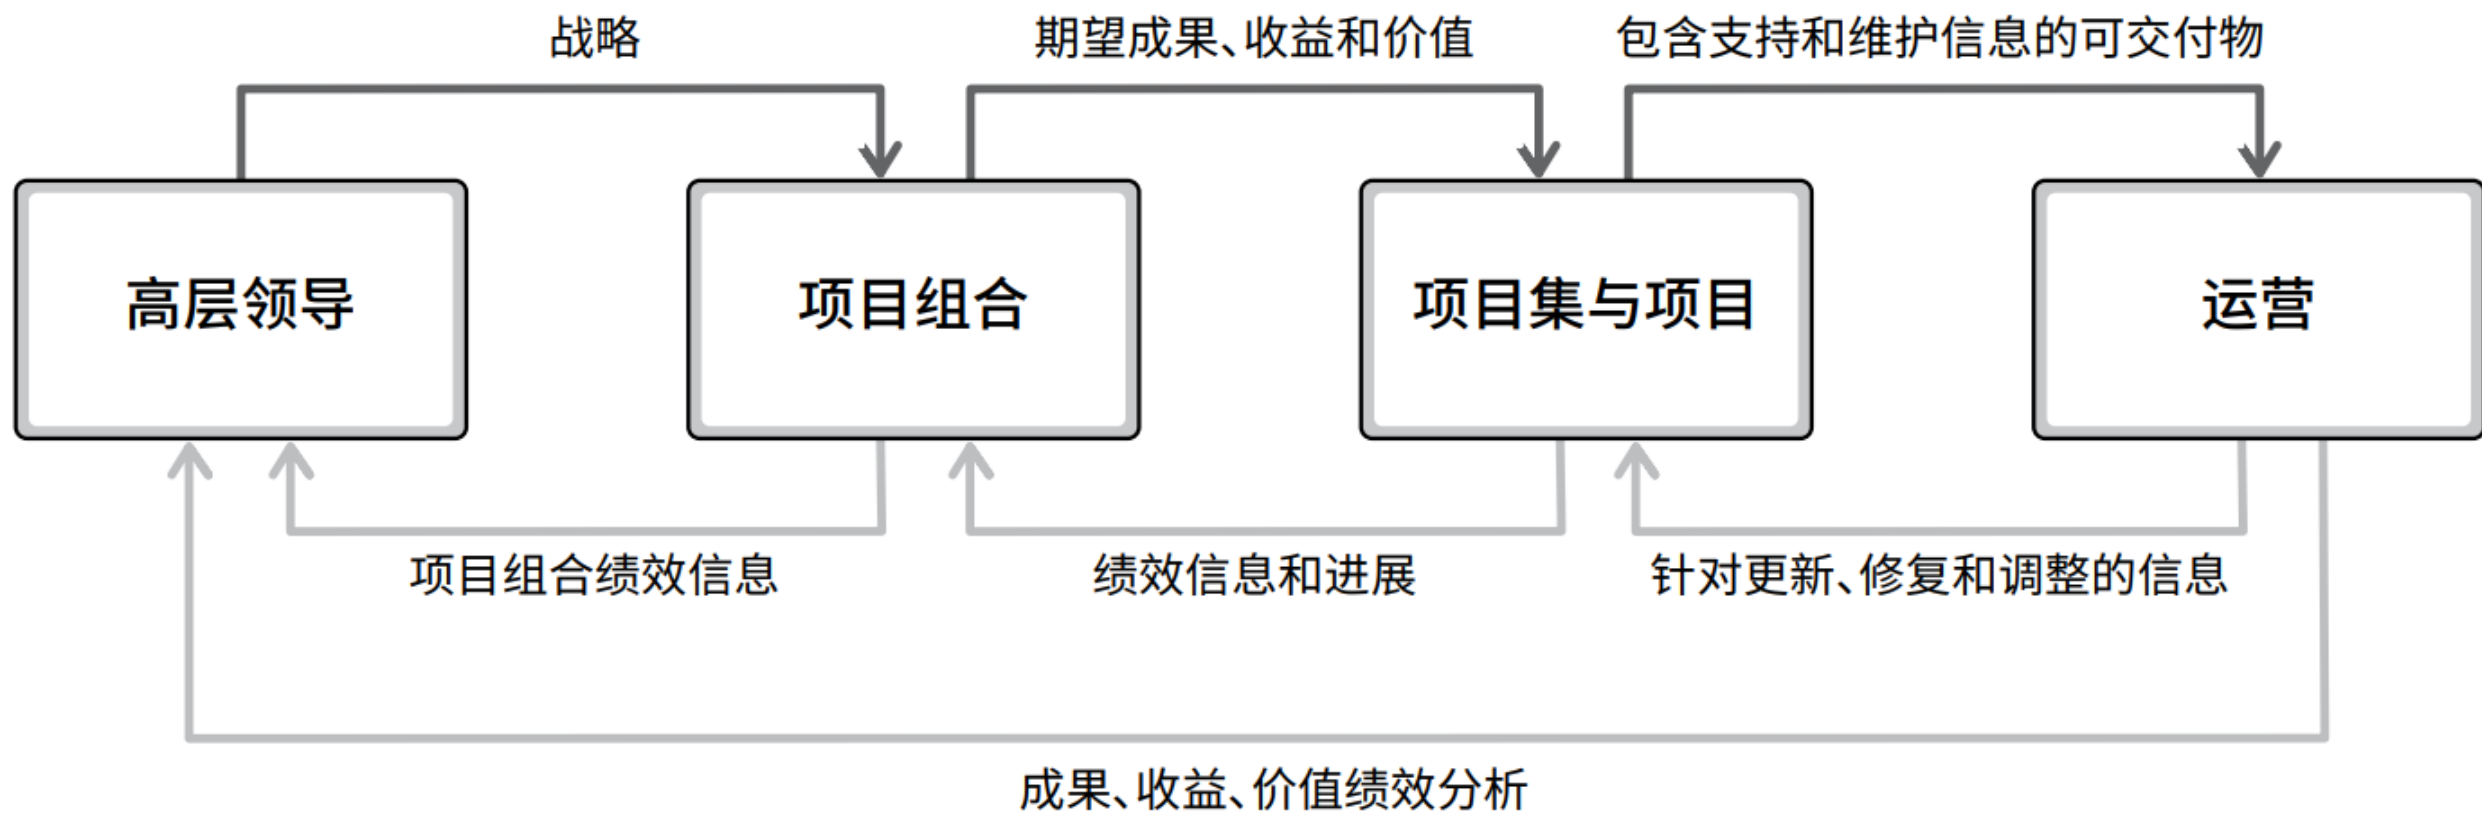 战略
期望成果、收益和价值
包含支持和维护信息的可交付物
高层领导
项目组合
项目集与项目
运营
项目组合绩效信息
绩效信息和进展
针对更新、修复和调整的信息
成果、收益、价值绩效分析